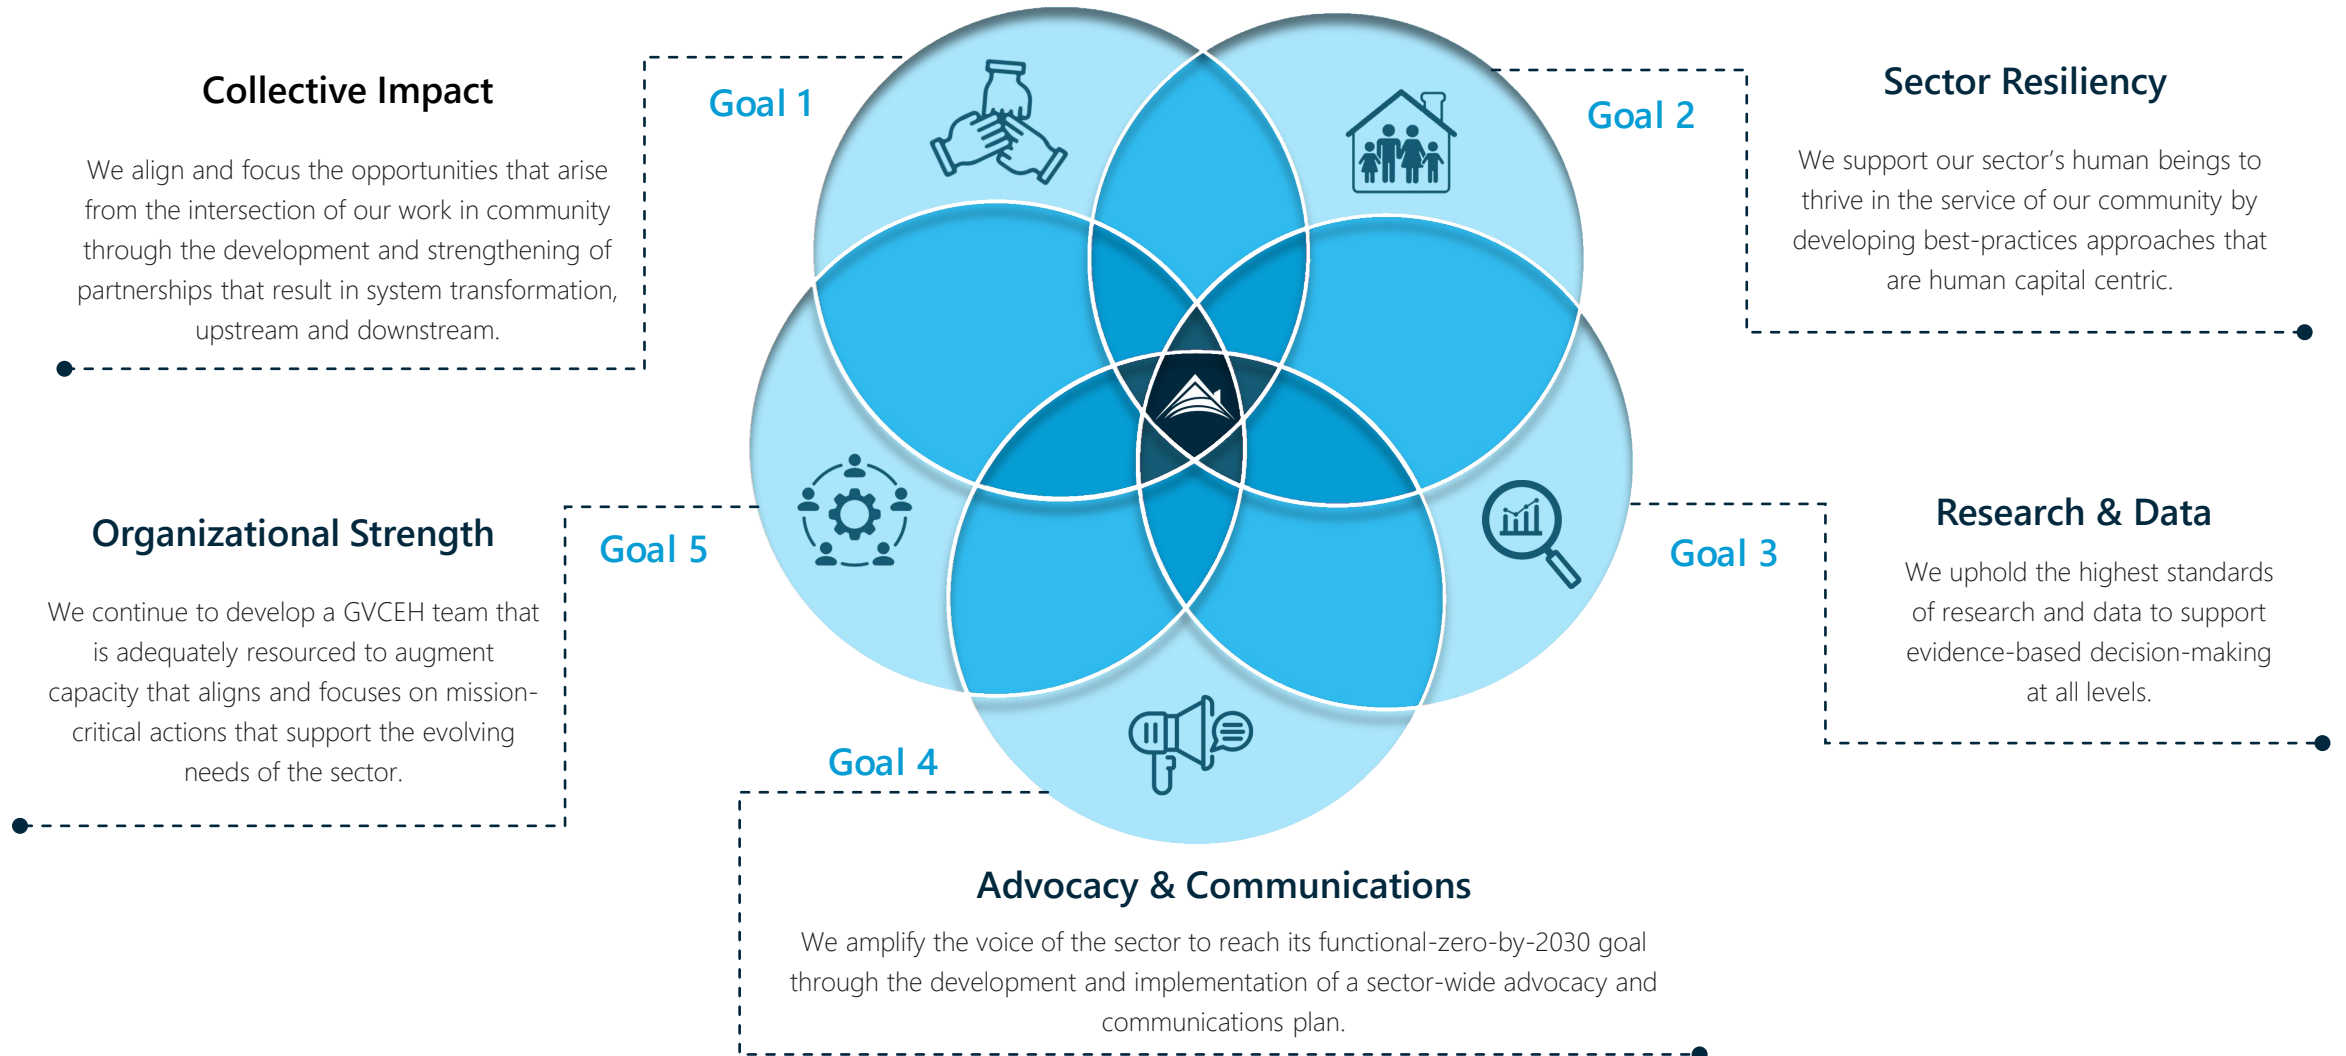 Collective Impact
We align and focus the opportunities that arise
from the intersection of our work in community
through the development and strengthening of
partnerships that result in system transformation,
upstream and downstream.
Goal 1
Goal 2
Sector Resiliency
We support our sector’s human beings to
thrive in the service of our community by
developing best-practices approaches that
are human capital centric.
Goal 3
Research & Data
We uphold the highest standards
of research and data to support
evidence-based decision-making
at all levels.
Goal 4
Advocacy & Communications
We amplify the voice of the sector to reach its functional-zero-by-2030 goal
through the development and implementation of a sector-wide advocacy and
communications plan.
Goal 5
Organizational Strength
We continue to develop a GVCEH team that
is adequately resourced to augment
capacity that aligns and focuses on mission-
critical actions that support the evolving
needs of the sector.